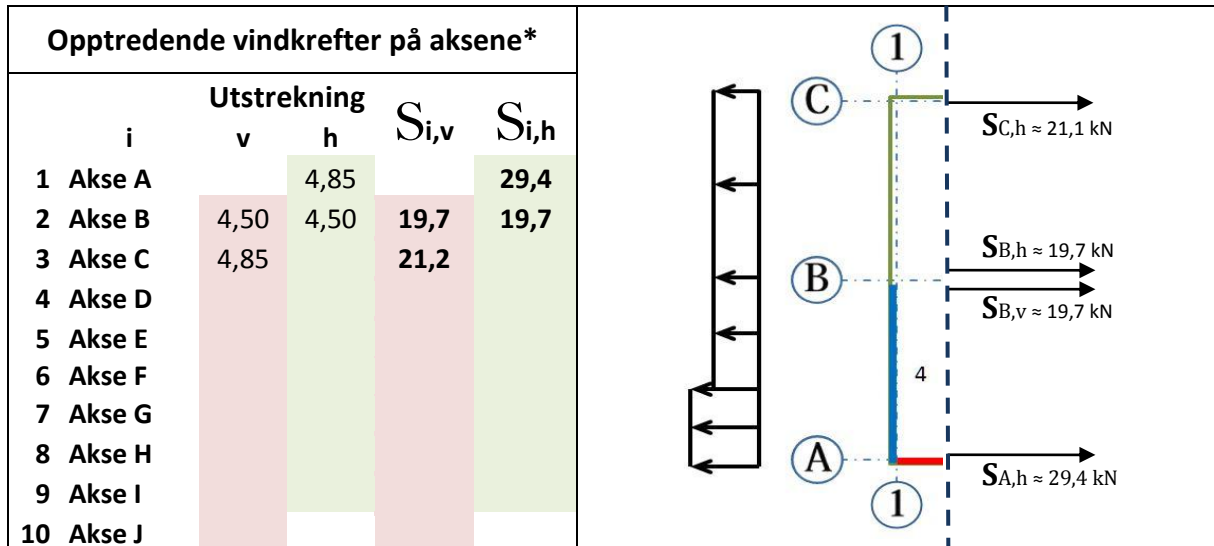 Opptredende vindkrefter på aksene*
Utstrekning
i v h Si,v Si,h
1 Akse A 4,85 29,4
2 Akse B 4,50 4,50 19,7 19,7
3 Akse C 4,85 21,2
4 Akse D
5 Akse E
6 Akse F
7 Akse G
8 Akse H
9 Akse I
10 Akse J
1
C
SC,h ≈ 21,1 kN
SB,h ≈ 19,7 kN
B
SB,v ≈ 19,7 kN
4
A
SA,h ≈ 29,4 kN
1